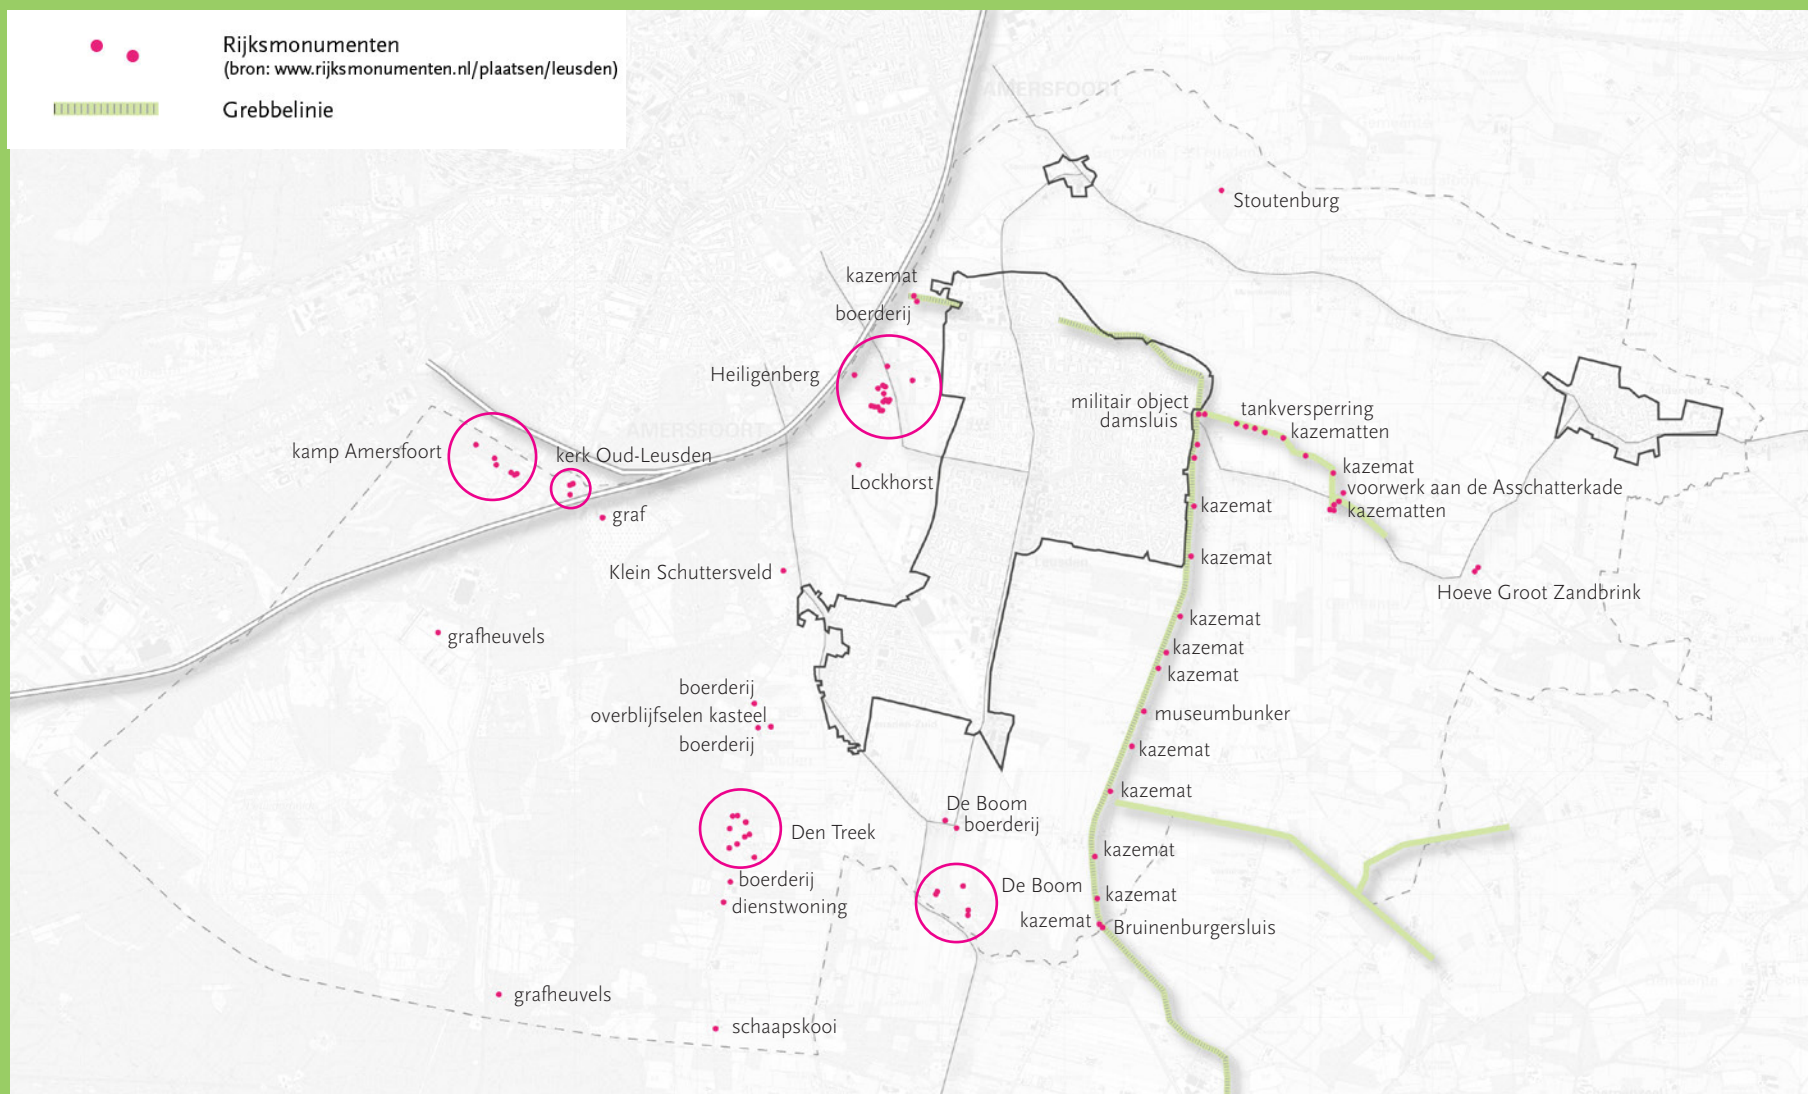 Rijksmonumenten
(bron: www.rijksmonumenten.nl/plaatsen/leusden)
Grebbelinie
AMERSFOORT
Stoutenburg
kazemat
boerderij
Heiligenberg
militair object
damsluis
tankversperring
kazematten
AMERSFOORT
kamp Amersfoort
kerk Oud-Leusden
kazemat
voorwerk aan de Asschatterkade
kazematten
Lockhorst
graf
kazemat
kazemat
Leusden
Klein Schuttersveld
Hoeve Groot Zandbrink
kazemat
grafheuvels
kazemat
kazemat
boerderij
overblijfselen kasteel
boerderij
museumbunker
kazemat
kazemat
De Boom
boerderij
Den Treek
kazemat
boerderij
dienstwoning
De Boom
kazemat
kazemat
Bruinenburgersluis
grafheuvels
schaapskooi